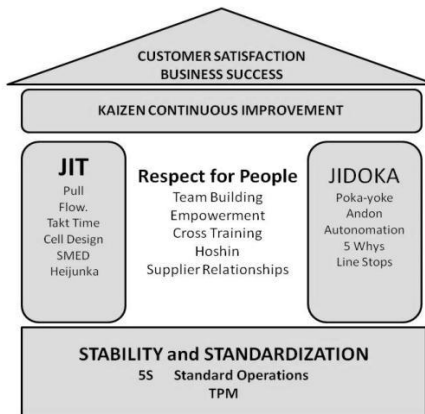 CUSTOMER SATISFACTION
BUSINESS SUCCESS
KAIZEN CONTINUOUS IMPROVEMENT
JIT
Pull
Flow.
Takt Time
Cell Design
SMED
Heijunka
Respect for People
Team Building
Empowerment
Cross Training
Hoshin
Supplier Relationships
JIDOKA
Poka-yoke
Andon
Autonomation
5 Whys
Line Stops
STABILITY and STANDARDIZATION
5S Standard Operations
TPM